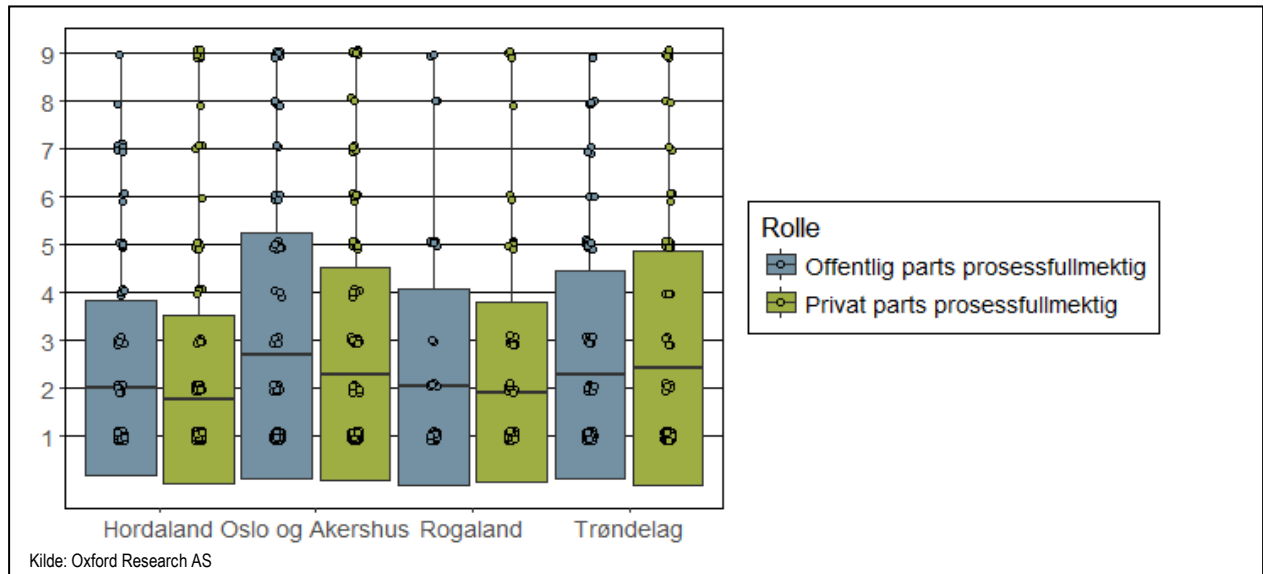 9
8
7
6
5
4
3
2
1
Hordaland Oslo og Akershus Rogaland Trøndelag
Rolle
Offentlig parts prosessfullmektig
Privat parts prosessfullmektig
Kilde: Oxford Research AS